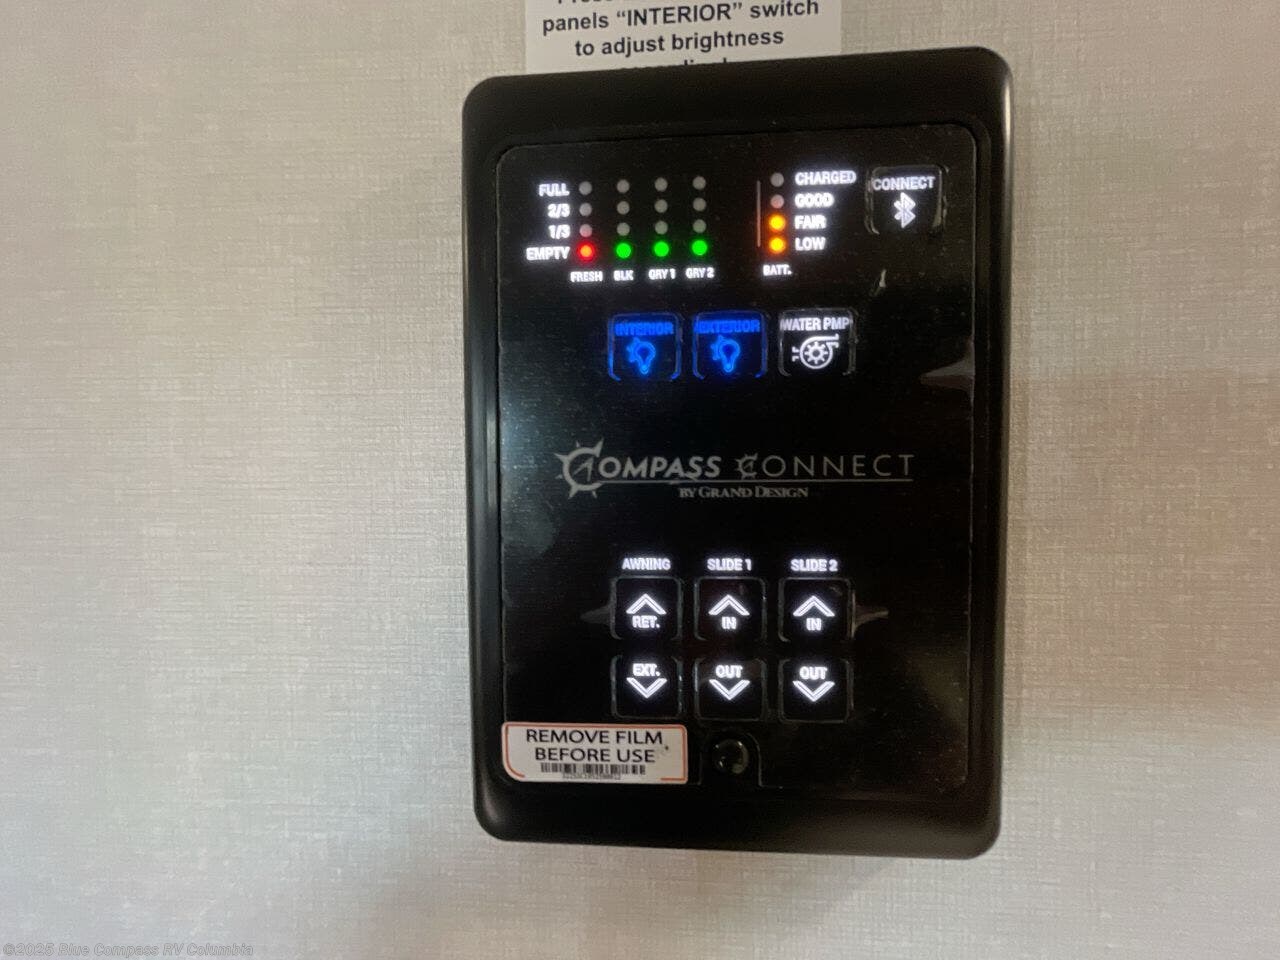 panels “INTERIOR” switch
to adjust brightness
FULL
2/3
1/3
EMPTY
FRESH BLK GRY 1 GRY 2
CHARGED
GOOD
FAIR
LOW
BATT.
CONNECT
INTERIOR EXTERIOR WATER PMP
COMPASS CONNECT
BY GRAND DESIGN
AWNING SLIDE 1 SLIDE 2
RET. IN IN
EXT. OUT OUT
REMOVE FILM
BEFORE USE
©2025 Blue Compass RV Columbia